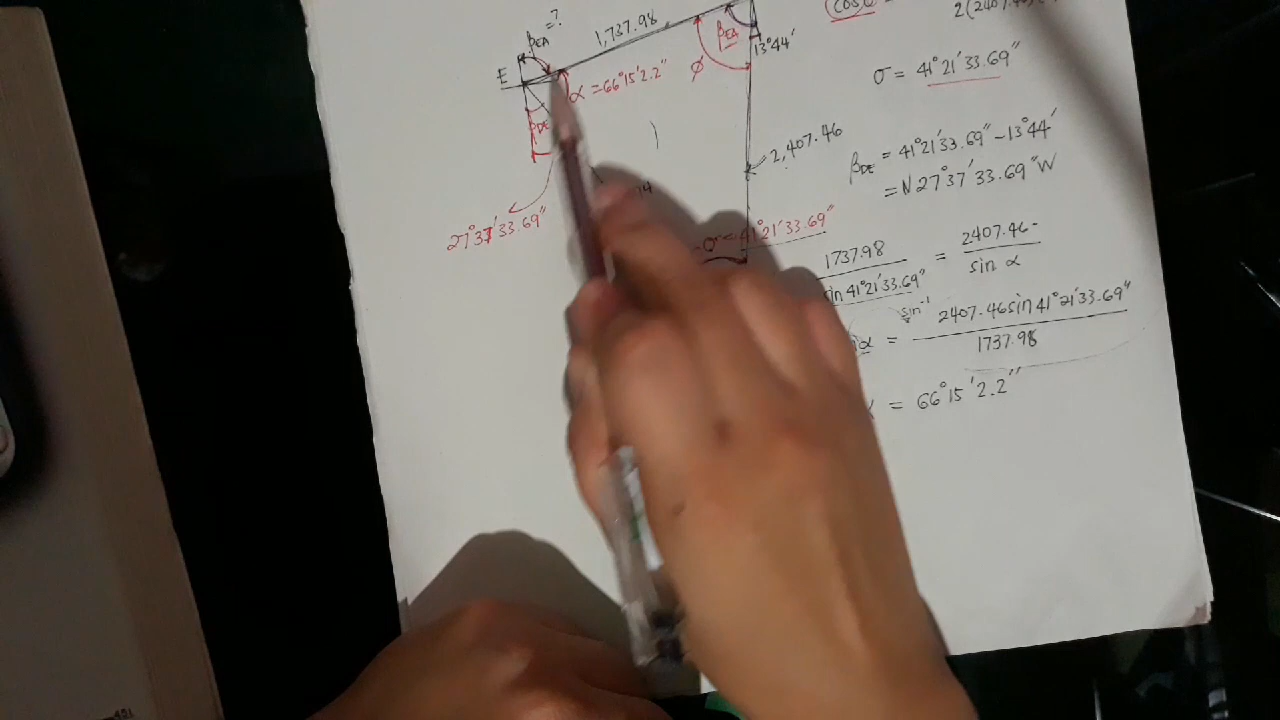 β_EA =?
1,737.98
E
α = 66°15'2.2"
β_EA
φ
13°44'
β_DE
27°37'33.69"
2,407.46
σ = 41°21'33.69"
cosσ =
σ = 41°21'33.69"
β_DE = 41°21'33.69" - 13°44'
= N 27°37'33.69"W
1737.98 / sin 41°21'33.69" = 2407.46 / sin α
sin⁻¹
α = 2407.46 sin 41°21'33.69" / 1737.98
= 66°15'2.2"